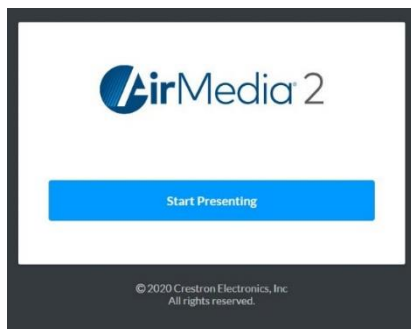 AirMedia® 2
Start Presenting
© 2020 Crestron Electronics, Inc
All rights reserved.